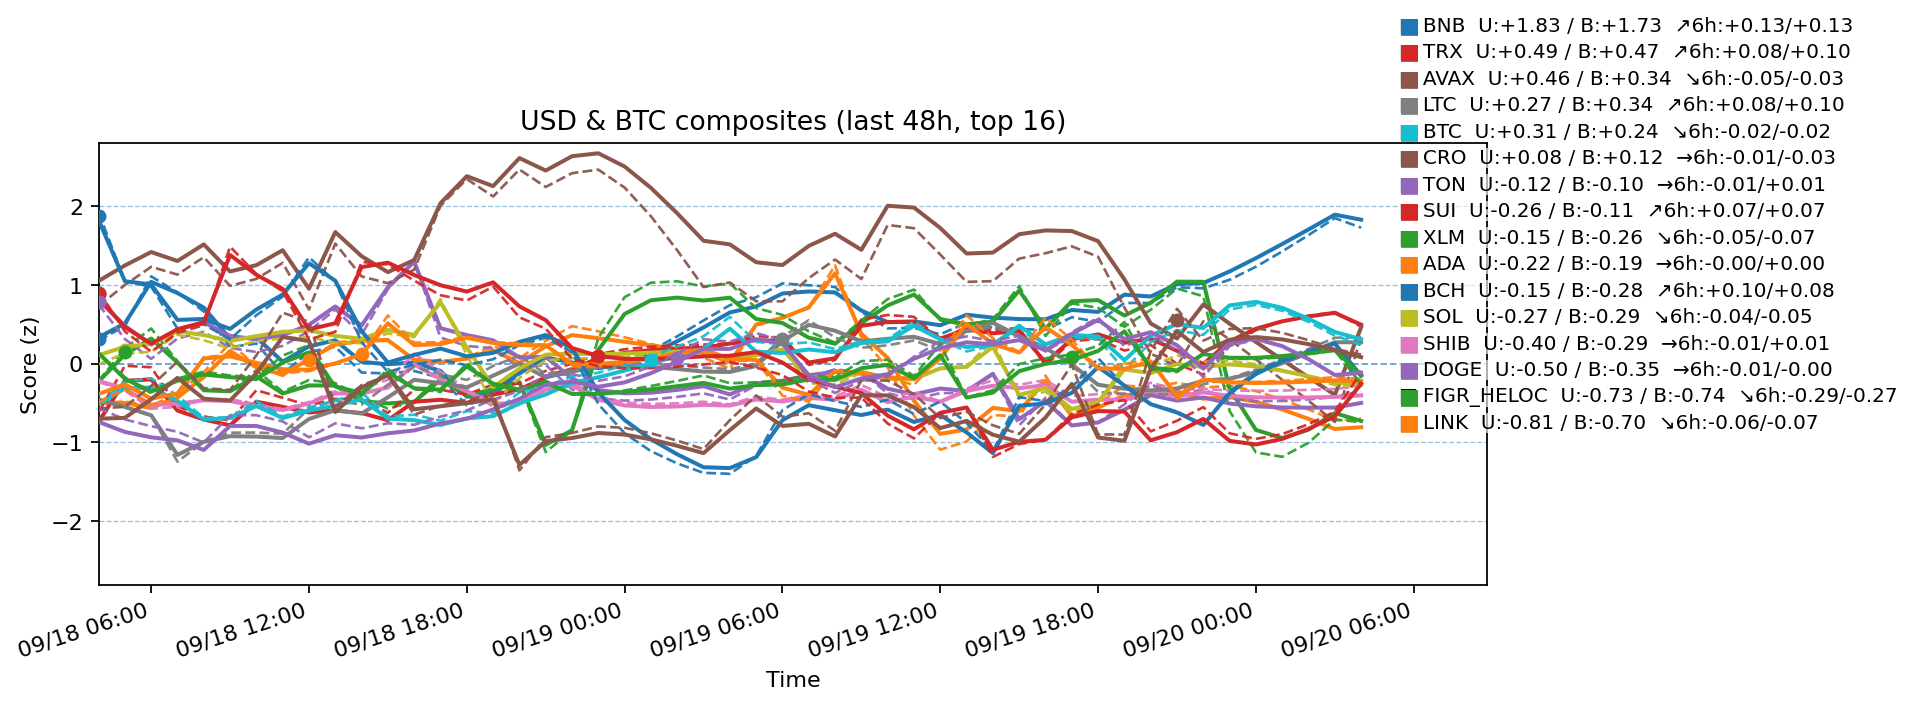 BNB  U:+1.83 / B:+1.73  ↗6h:+0.13/+0.13
TRX  U:+0.49 / B:+0.47  ↗6h:+0.08/+0.10
AVAX  U:+0.46 / B:+0.34  ↘6h:-0.05/-0.03
LTC  U:+0.27 / B:+0.34  ↗6h:+0.08/+0.10
BTC  U:+0.31 / B:+0.24  ↘6h:-0.02/-0.02
CRO  U:+0.08 / B:+0.12  →6h:-0.01/-0.03
TON  U:-0.12 / B:-0.10  →6h:-0.01/+0.01
SUI  U:-0.26 / B:-0.11  ↗6h:+0.07/+0.07
XLM  U:-0.15 / B:-0.26  ↘6h:-0.05/-0.07
ADA  U:-0.22 / B:-0.19  →6h:-0.00/+0.00
BCH  U:-0.15 / B:-0.28  ↗6h:+0.10/+0.08
SOL  U:-0.27 / B:-0.29  ↘6h:-0.04/-0.05
SHIB  U:-0.40 / B:-0.29  →6h:-0.01/+0.01
DOGE  U:-0.50 / B:-0.35  →6h:-0.01/-0.00
FIGR_HELOC  U:-0.73 / B:-0.74  ↘6h:-0.29/-0.27
LINK  U:-0.81 / B:-0.70  ↘6h:-0.06/-0.07
USD & BTC composites (last 48h, top 16)
Score (z)
2
1
0
−1
−2
09/18 06:00
09/18 12:00
09/18 18:00
09/19 00:00
09/19 06:00
09/19 12:00
09/19 18:00
09/20 00:00
09/20 06:00
Time